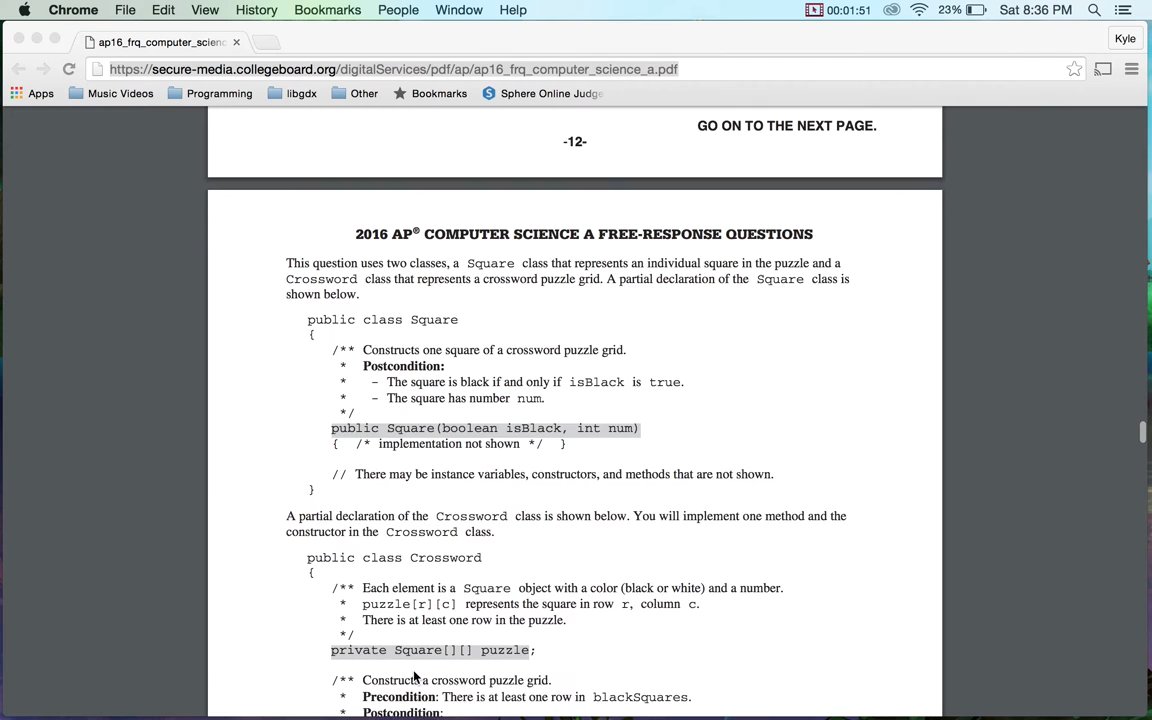 Chrome File Edit View History Bookmarks People Window Help 00:01:51 23% Sat 8:36 PM
ap16_frq_computer_scienc Kyle
https://secure-media.collegeboard.org/digitalServices/pdf/ap/ap16_frq_computer_science_a.pdf
Apps Music Videos Programming libgdx Other Bookmarks Sphere Online Judge
GO ON TO THE NEXT PAGE.
-12-
2016 AP® COMPUTER SCIENCE A FREE-RESPONSE QUESTIONS
This question uses two classes, a Square class that represents an individual square in the puzzle and a
Crossword class that represents a crossword puzzle grid. A partial declaration of the Square class is
shown below.
public class Square
{
/** Constructs one square of a crossword puzzle grid.
* Postcondition:
* – The square is black if and only if isBlack is true.
* – The square has number num.
*/
public Square(boolean isBlack, int num)
{ /* implementation not shown */ }
// There may be instance variables, constructors, and methods that are not shown.
}
A partial declaration of the Crossword class is shown below. You will implement one method and the
constructor in the Crossword class.
public class Crossword
{
/** Each element is a Square object with a color (black or white) and a number.
* puzzle[r][c] represents the square in row r, column c.
* There is at least one row in the puzzle.
*/
private Square[][] puzzle;
/** Constructs a crossword puzzle grid.
* Precondition: There is at least one row in blackSquares.
* Postcondition: